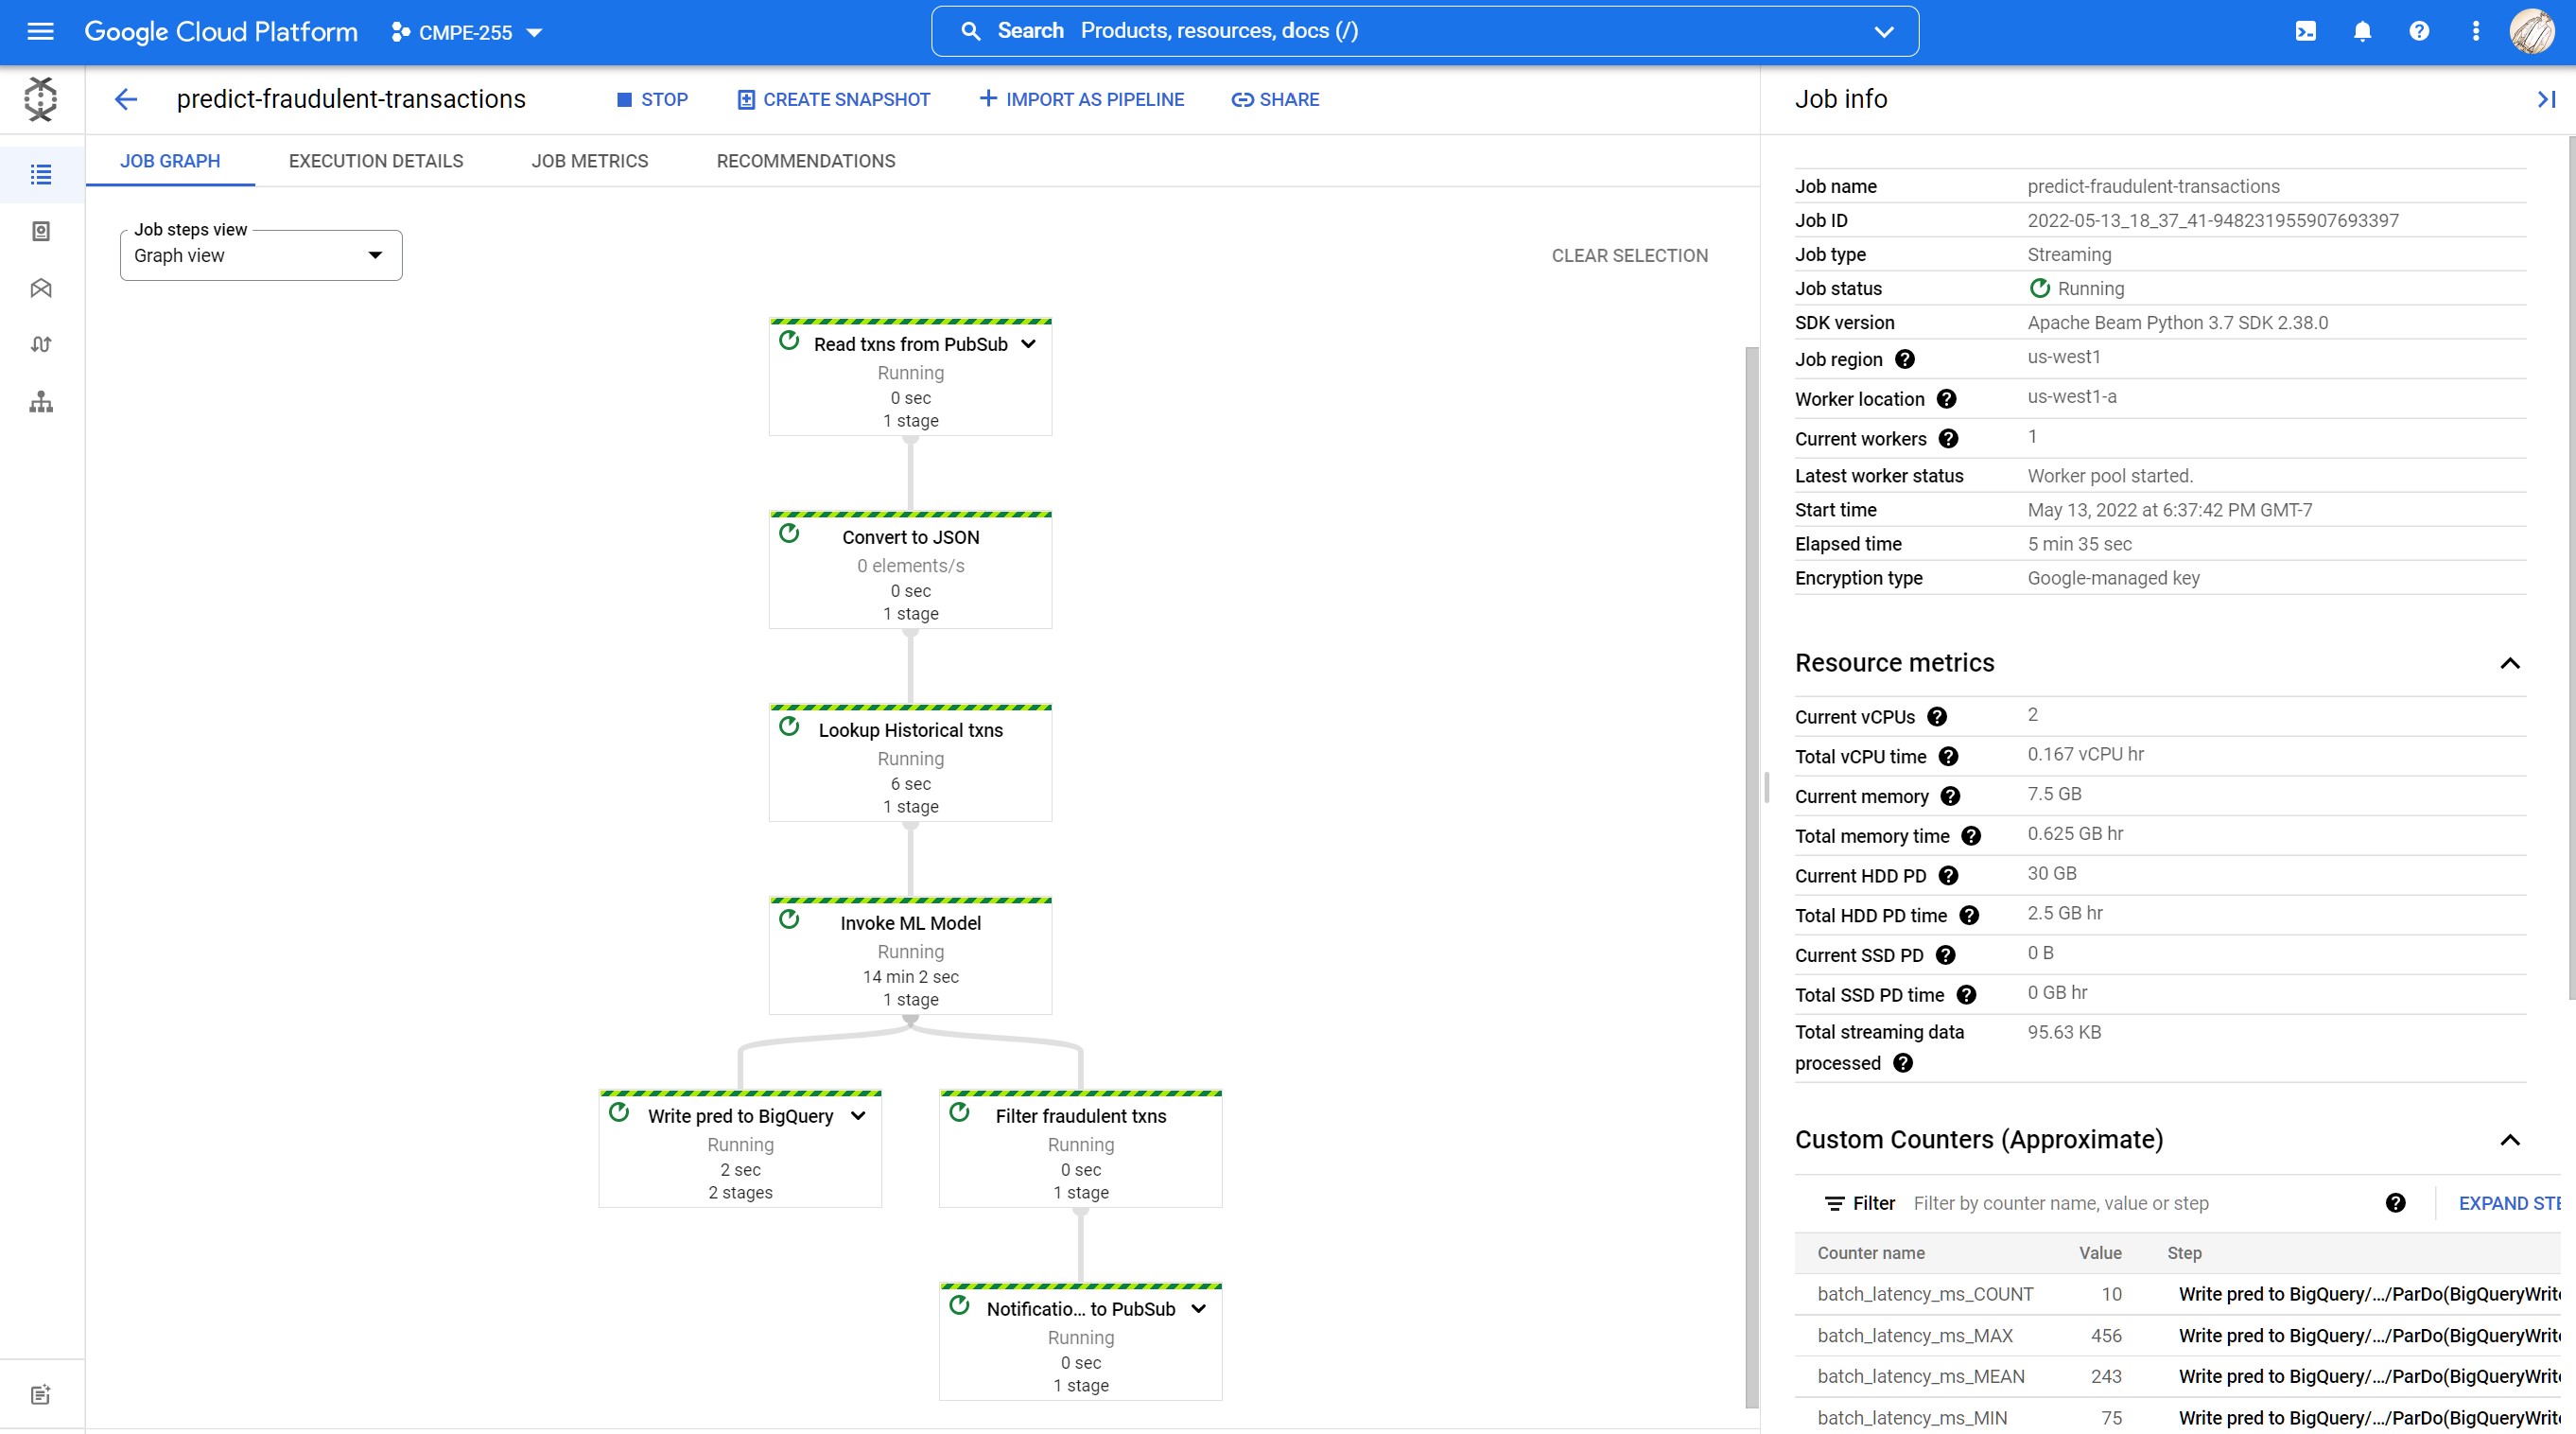 Google Cloud Platform
CMPE-255
Search Products, resources, docs (/)
predict-fraudulent-transactions
STOP
CREATE SNAPSHOT
IMPORT AS PIPELINE
SHARE
JOB GRAPH
EXECUTION DETAILS
JOB METRICS
RECOMMENDATIONS
Job steps view
Graph view
CLEAR SELECTION
Read txns from PubSub
Running
0 sec
1 stage
Convert to JSON
0 elements/s
0 sec
1 stage
Lookup Historical txns
Running
6 sec
1 stage
Invoke ML Model
Running
14 min 2 sec
1 stage
Write pred to BigQuery
Running
2 sec
2 stages
Filter fraudulent txns
Running
0 sec
1 stage
Notificatio... to PubSub
Running
0 sec
1 stage
Job info
Job name predict-fraudulent-transactions
Job ID 2022-05-13_18_37_41-948231955907693397
Job type Streaming
Job status Running
SDK version Apache Beam Python 3.7 SDK 2.38.0
Job region us-west1
Worker location us-west1-a
Current workers 1
Latest worker status Worker pool started.
Start time May 13, 2022 at 6:37:42 PM GMT-7
Elapsed time 5 min 35 sec
Encryption type Google-managed key
Resource metrics
Current vCPUs 2
Total vCPU time 0.167 vCPU hr
Current memory 7.5 GB
Total memory time 0.625 GB hr
Current HDD PD 30 GB
Total HDD PD time 2.5 GB hr
Current SSD PD 0 B
Total SSD PD time 0 GB hr
Total streaming data 95.63 KB
processed
Custom Counters (Approximate)
Filter Filter by counter name, value or step EXPAND STE
Counter name Value Step
batch_latency_ms_COUNT 10 Write pred to BigQuery/.../ParDo(BigQueryWrite
batch_latency_ms_MAX 456 Write pred to BigQuery/.../ParDo(BigQueryWrite
batch_latency_ms_MEAN 243 Write pred to BigQuery/.../ParDo(BigQueryWrite
batch_latency_ms_MIN 75 Write pred to BigQuery/.../ParDo(BigQueryWrite